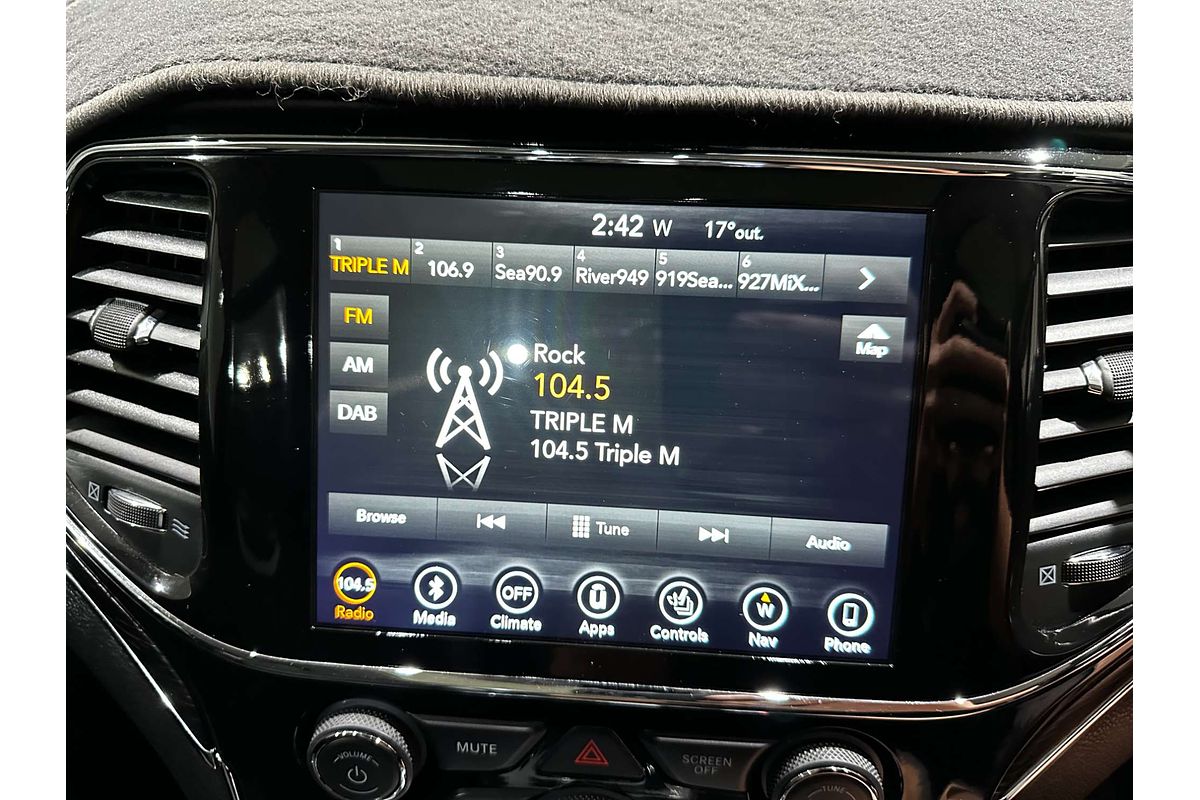 2:42 W 17°out.
1 2 3 4 5 6
TRIPLE M 106.9 Sea90.9 River949 919Sea... 927MiX...
FM
AM
DAB
Map
Rock
104.5
TRIPLE M
104.5 Triple M
Browse Tune Audio
104.5 OFF W
Radio Media Climate Apps Controls Nav Phone
VOLUME
MUTE
SCREEN
OFF
TUNE